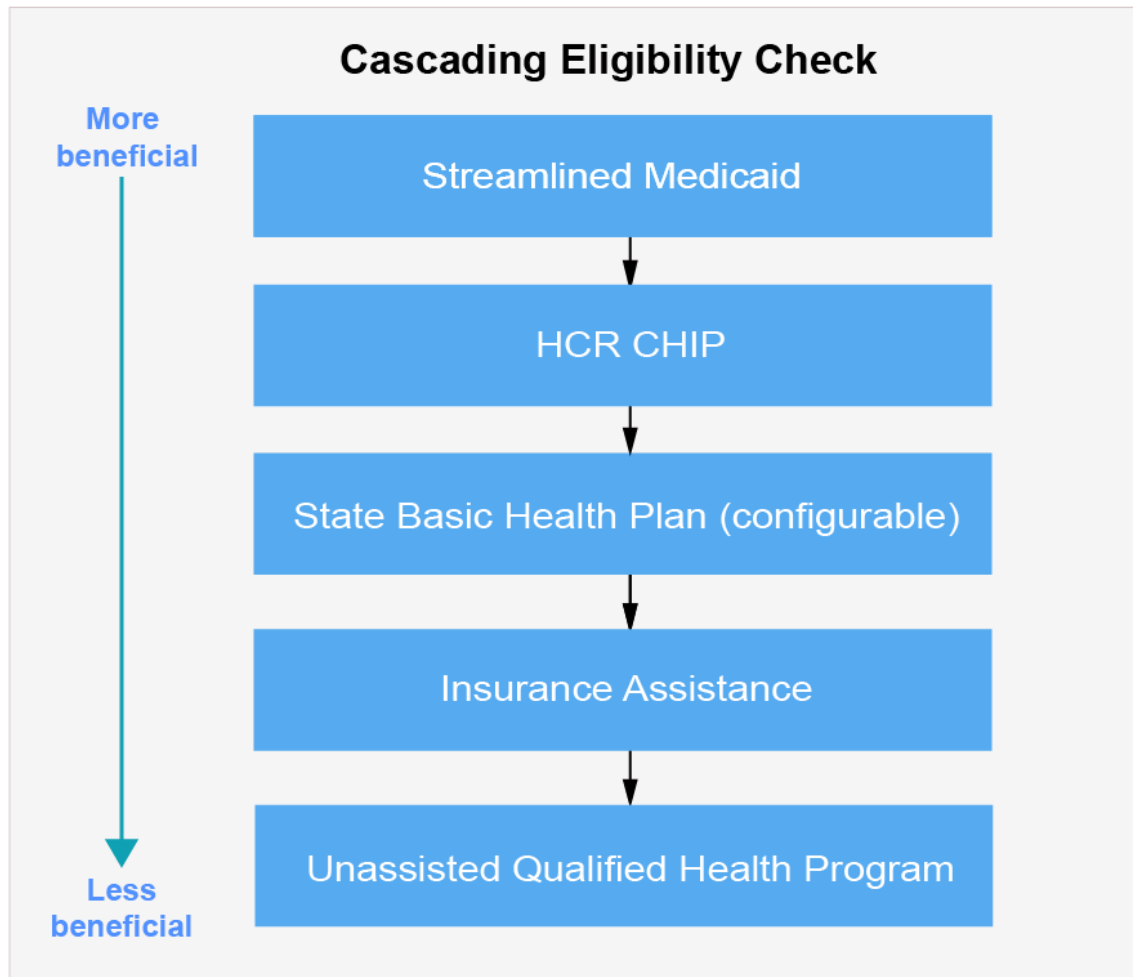 Cascading Eligibility Check
More
beneficial
Streamlined Medicaid
HCR CHIP
State Basic Health Plan (configurable)
Insurance Assistance
Unassisted Qualified Health Program
Less
beneficial